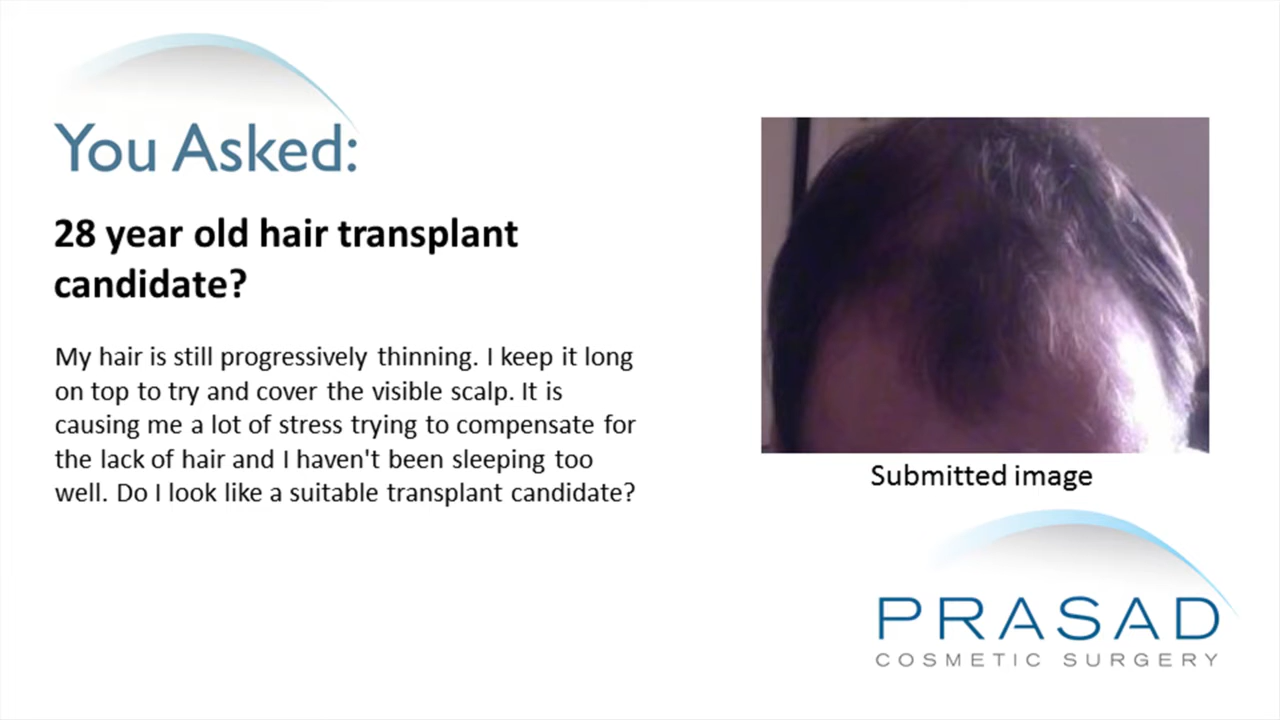 You Asked:
28 year old hair transplant
candidate?
My hair is still progressively thinning. I keep it long
on top to try and cover the visible scalp. It is
causing me a lot of stress trying to compensate for
the lack of hair and I haven't been sleeping too
well. Do I look like a suitable transplant candidate?
Submitted image
PRASAD
COSMETIC SURGERY